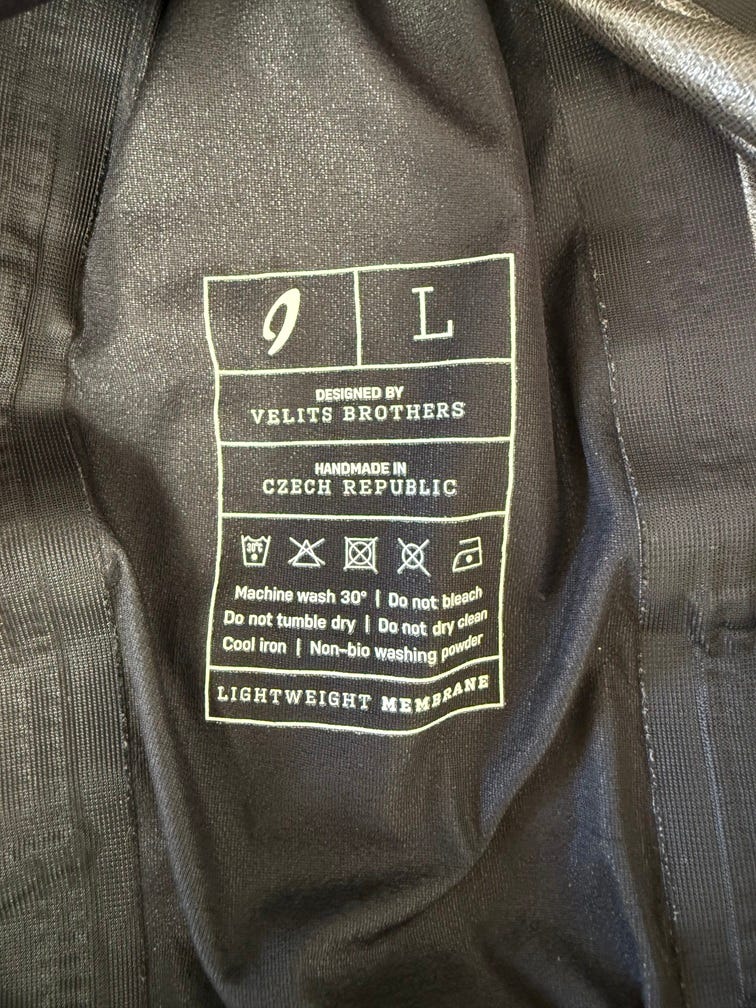 L
DESIGNED BY
VELITS BROTHERS
HANDMADE IN
CZECH REPUBLIC
30°C
Machine wash 30° | Do not bleach
Do not tumble dry | Do not dry clean
Cool iron | Non-bio washing powder
LIGHTWEIGHT MEMBRANE